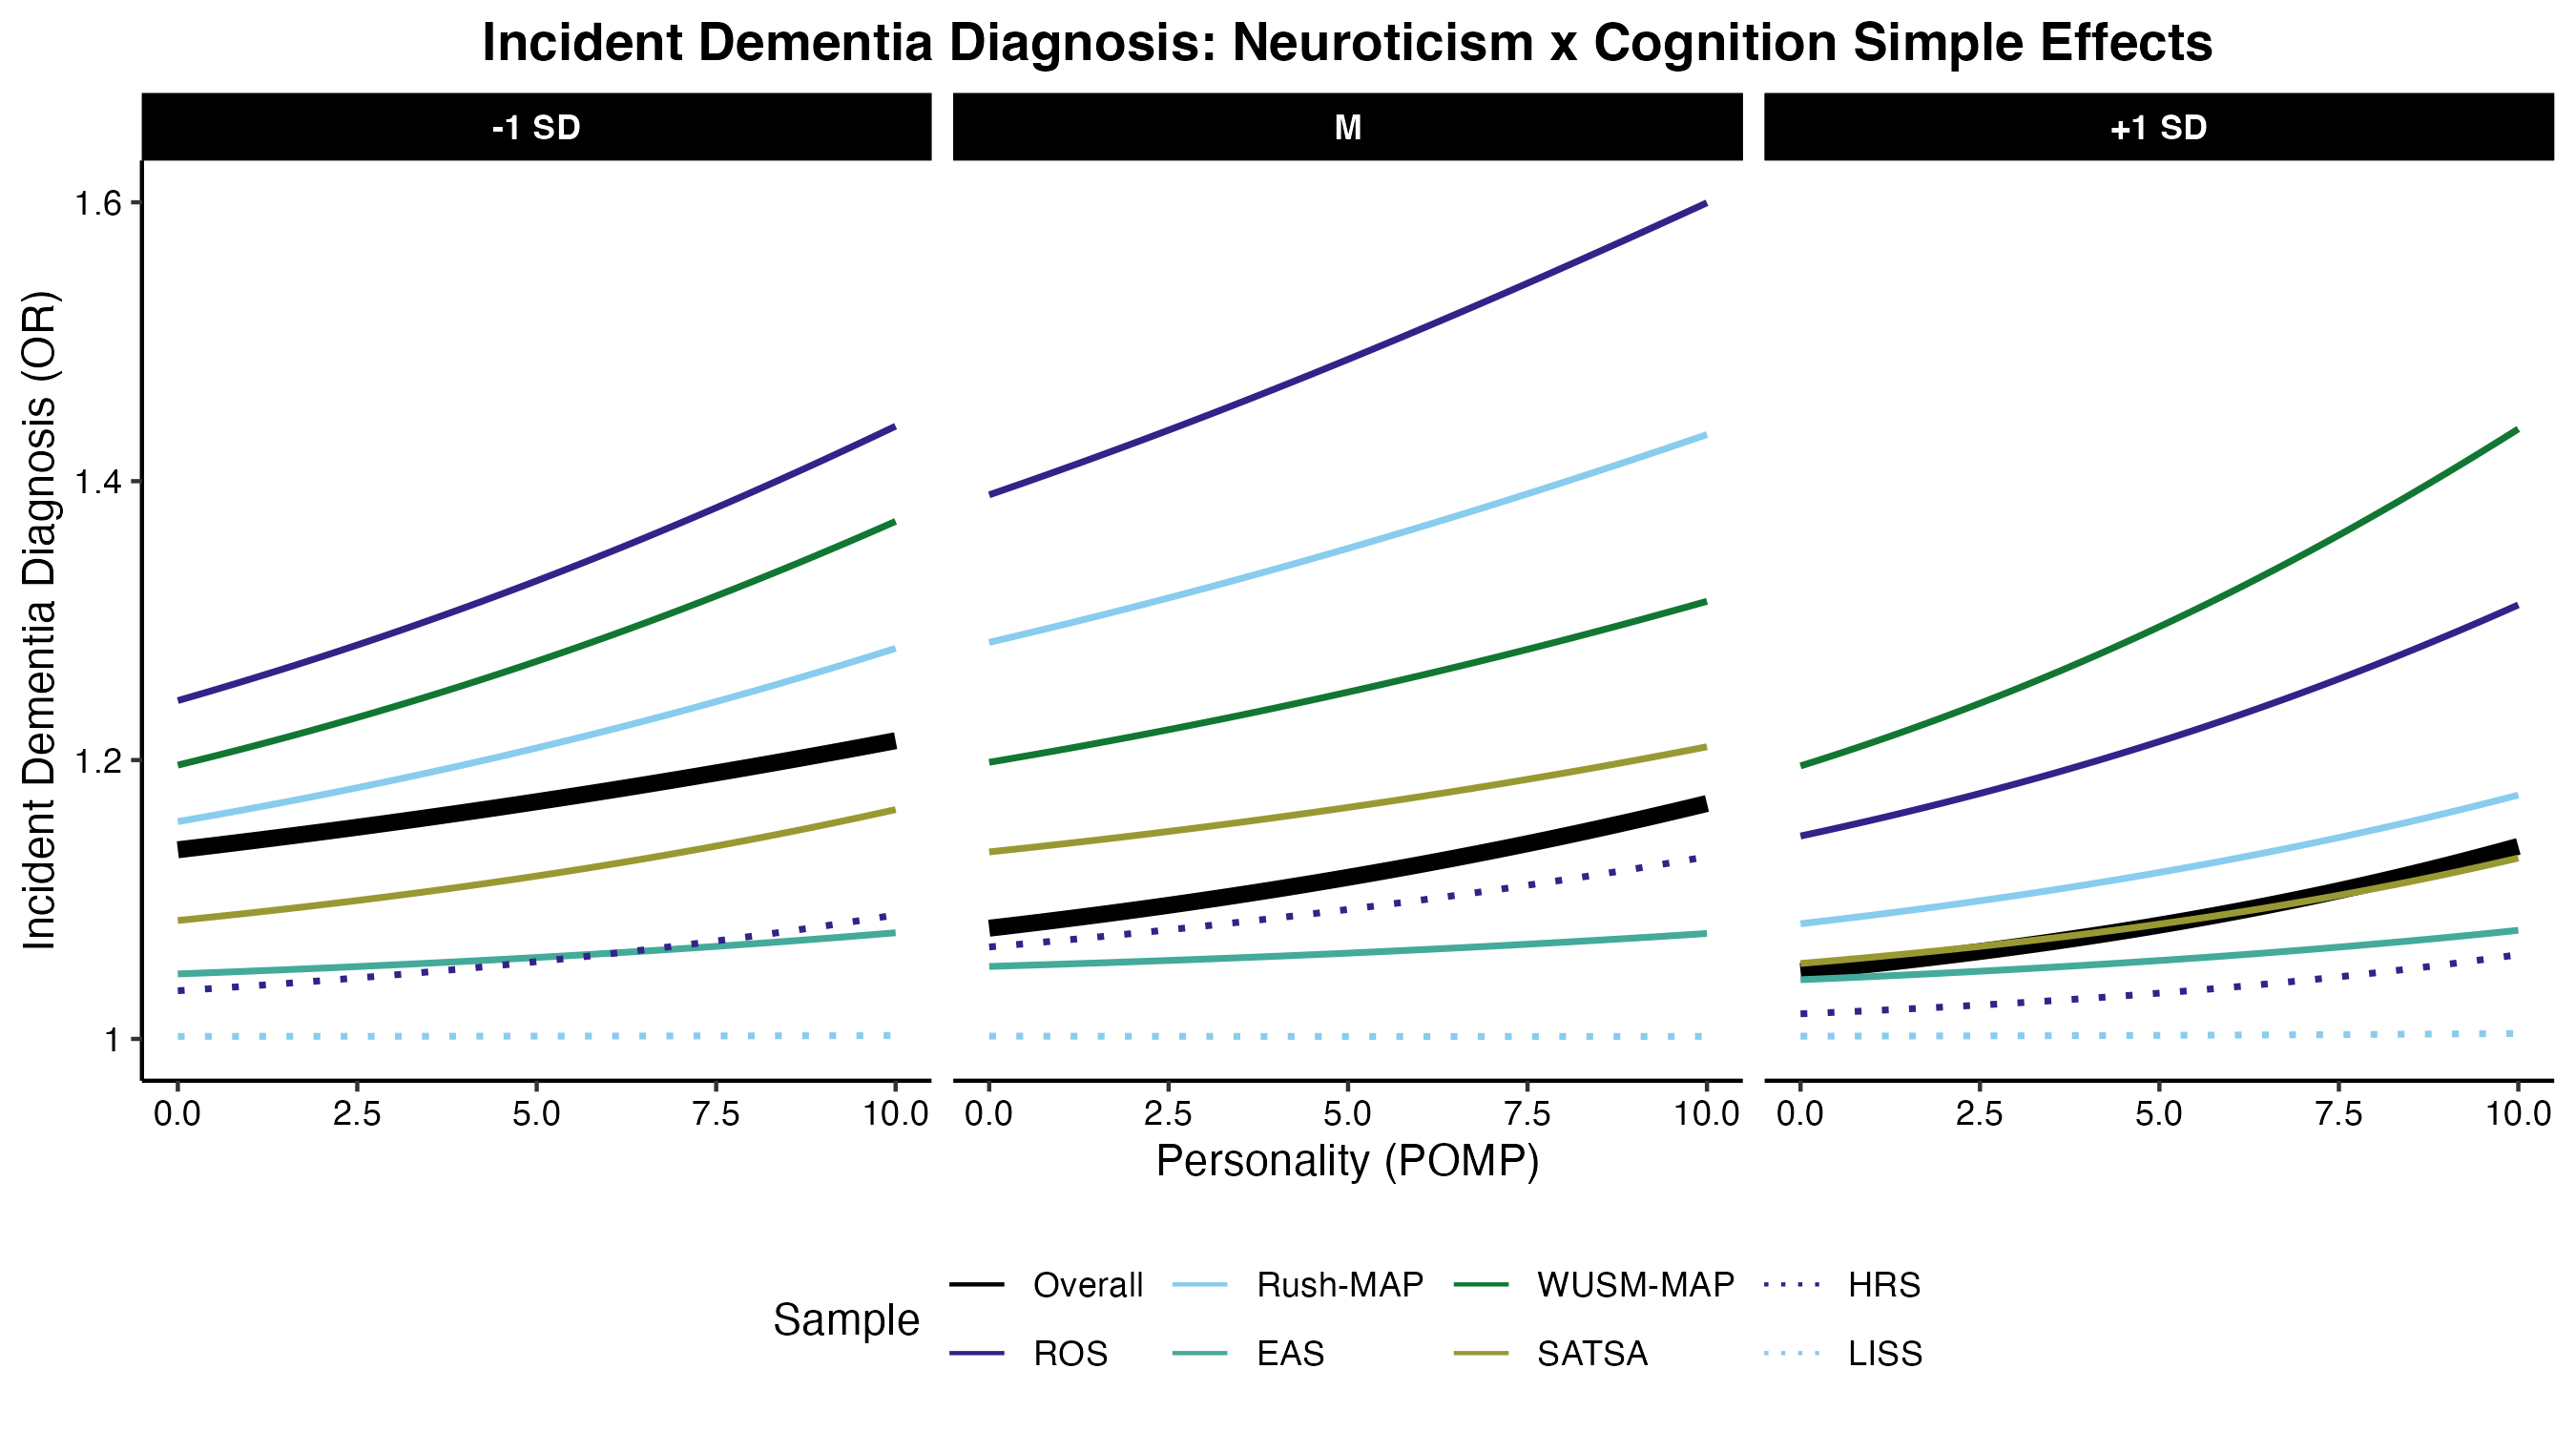 Incident Dementia Diagnosis: Neuroticism x Cognition Simple Effects
-1 SD
M
+1 SD
Incident Dementia Diagnosis (OR)
1.6
1.4
1.2
1
0.0 2.5 5.0 7.5 10.0
0.0 2.5 5.0 7.5 10.0
0.0 2.5 5.0 7.5 10.0
Personality (POMP)
Sample
Overall Rush-MAP WUSM-MAP HRS
ROS EAS SATSA LISS